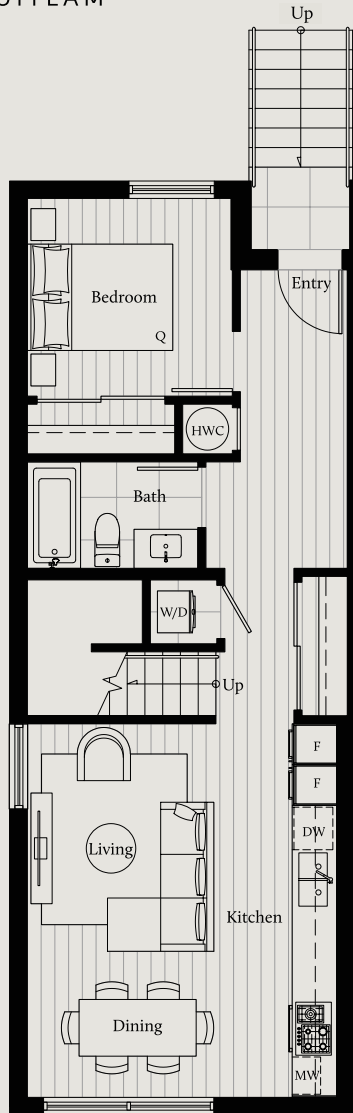 Up
Entry
Bedroom
Q
HWC
Bath
W/D
Up
F
F
DW
Living
Kitchen
Dining
MW